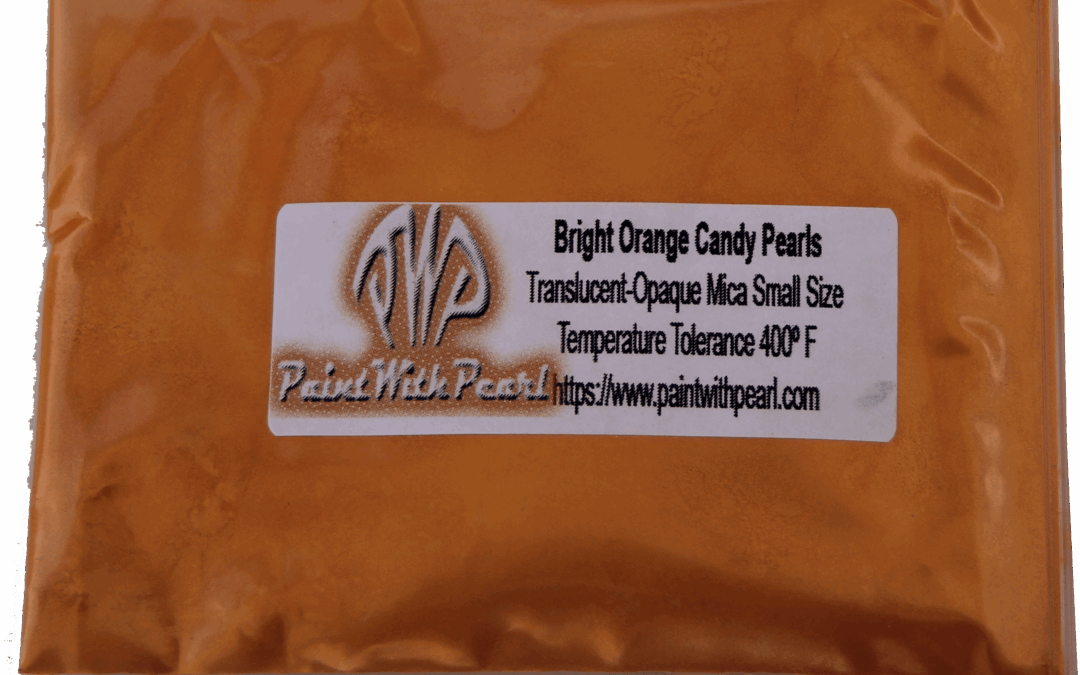 PWP
Paint With Pearl
Bright Orange Candy Pearls
Translucent-Opaque Mica Small Size
Temperature Tolerance 400º F
https://www.paintwithpearl.com